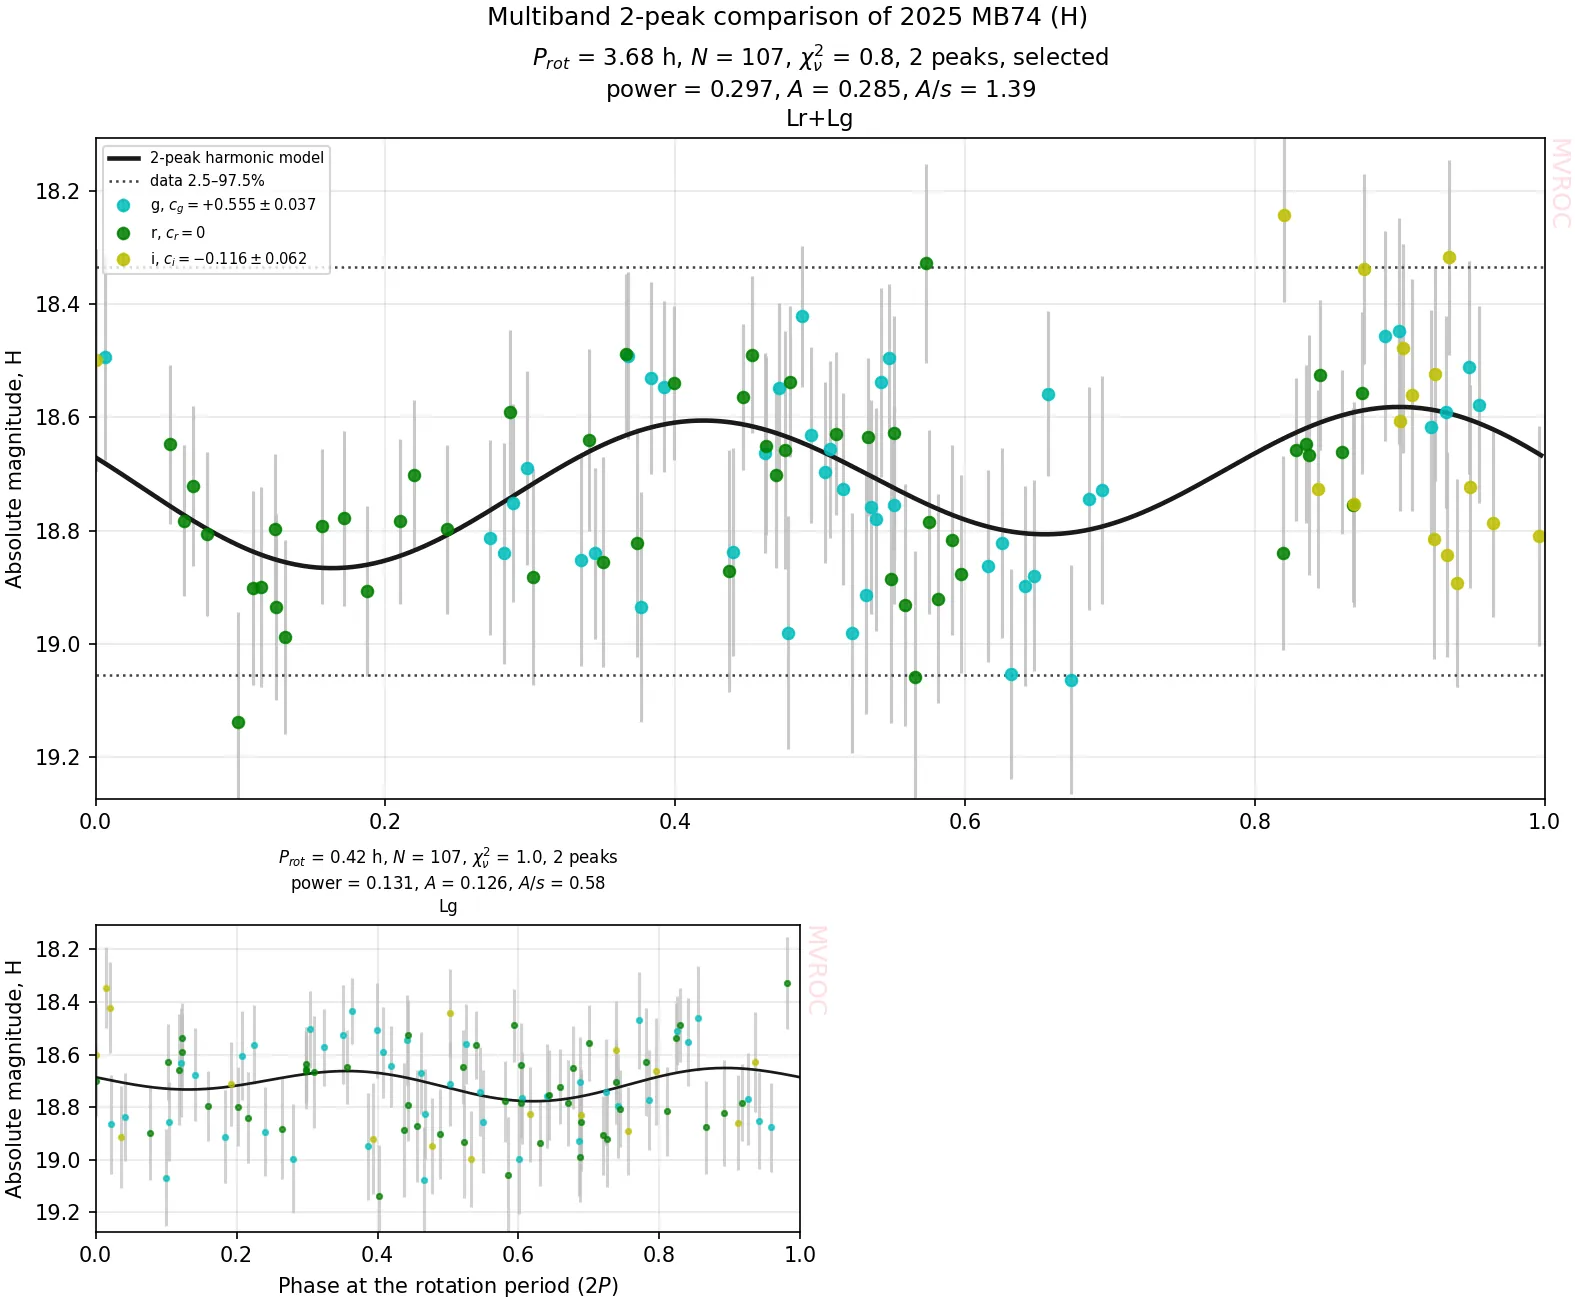 Multiband 2-peak comparison of 2025 MB74 (H)
P_rot = 3.68 h, N = 107, χ²_ν = 0.8, 2 peaks, selected
power = 0.297, A = 0.285, A/s = 1.39
Lr+Lg
2-peak harmonic model
data 2.5–97.5%
g, c_g = +0.555 ± 0.037
r, c_r = 0
i, c_i = −0.116 ± 0.062
MVROC
Absolute magnitude, H
18.2
18.4
18.6
18.8
19.0
19.2
0.0 0.2 0.4 0.6 0.8 1.0
P_rot = 0.42 h, N = 107, χ²_ν = 1.0, 2 peaks
power = 0.131, A = 0.126, A/s = 0.58
Lg
MVROC
Absolute magnitude, H
18.2
18.4
18.6
18.8
19.0
19.2
0.0 0.2 0.4 0.6 0.8 1.0
Phase at the rotation period (2P)